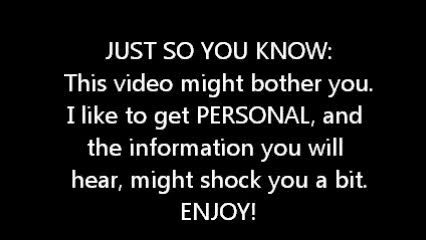 JUST SO YOU KNOW:
This video might bother you.
I like to get PERSONAL, and
the information you will
hear, might shock you a bit.
ENJOY!